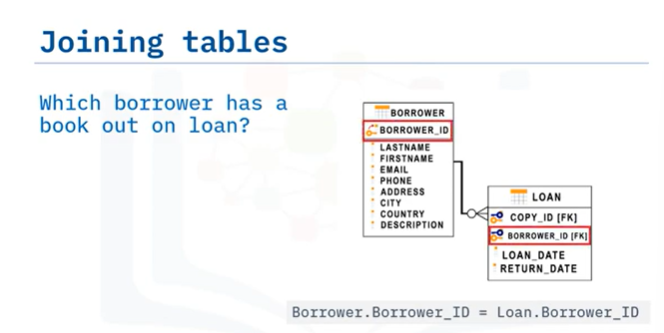 Joining tables
Which borrower has a
book out on loan?
BORROWER
BORROWER_ID
LASTNAME
FIRSTNAME
EMAIL
PHONE
ADDRESS
CITY
COUNTRY
DESCRIPTION
LOAN
COPY_ID [FK]
BORROWER_ID [FK]
LOAN_DATE
RETURN_DATE
Borrower.Borrower_ID = Loan.Borrower_ID